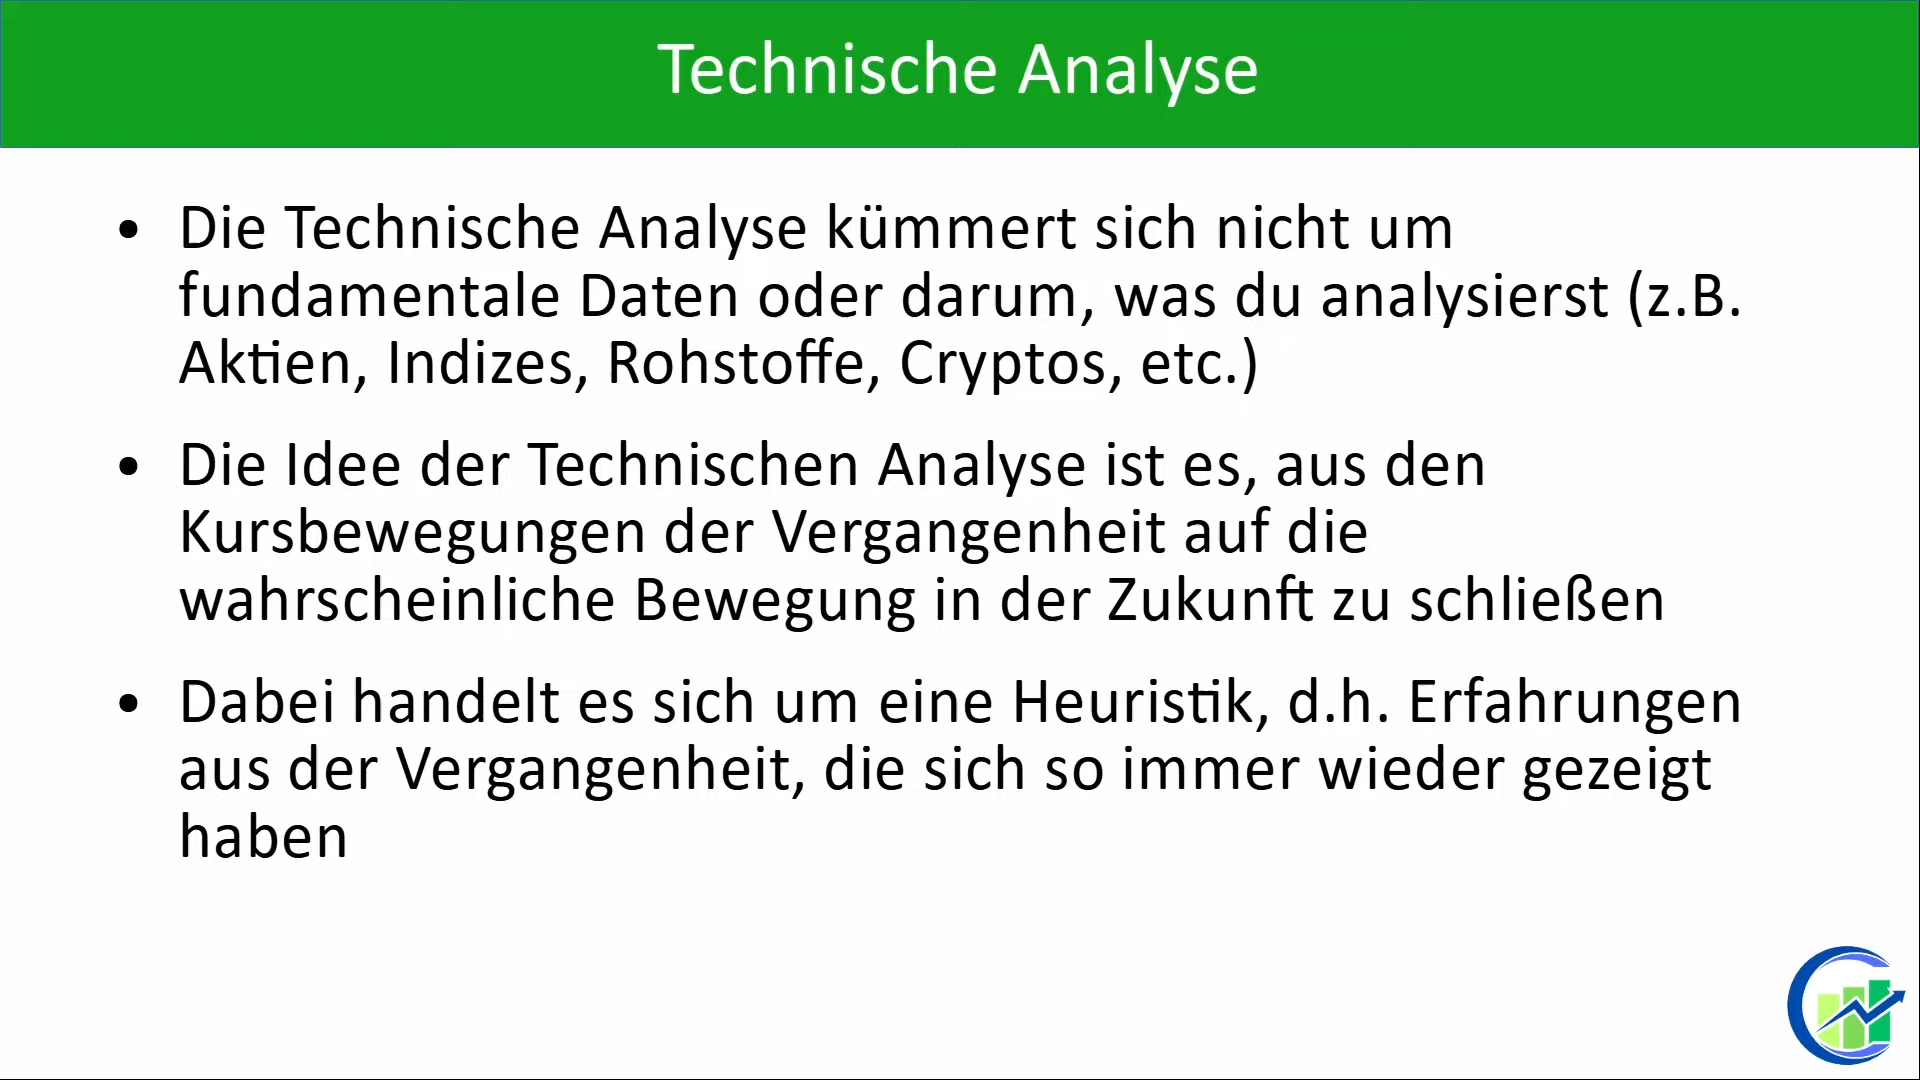 Technische Analyse
• Die Technische Analyse kümmert sich nicht um
fundamentale Daten oder darum, was du analysierst (z.B.
Aktien, Indizes, Rohstoffe, Cryptos, etc.)
• Die Idee der Technischen Analyse ist es, aus den
Kursbewegungen der Vergangenheit auf die
wahrscheinliche Bewegung in der Zukunft zu schließen
• Dabei handelt es sich um eine Heuristik, d.h. Erfahrungen
aus der Vergangenheit, die sich so immer wieder gezeigt
haben